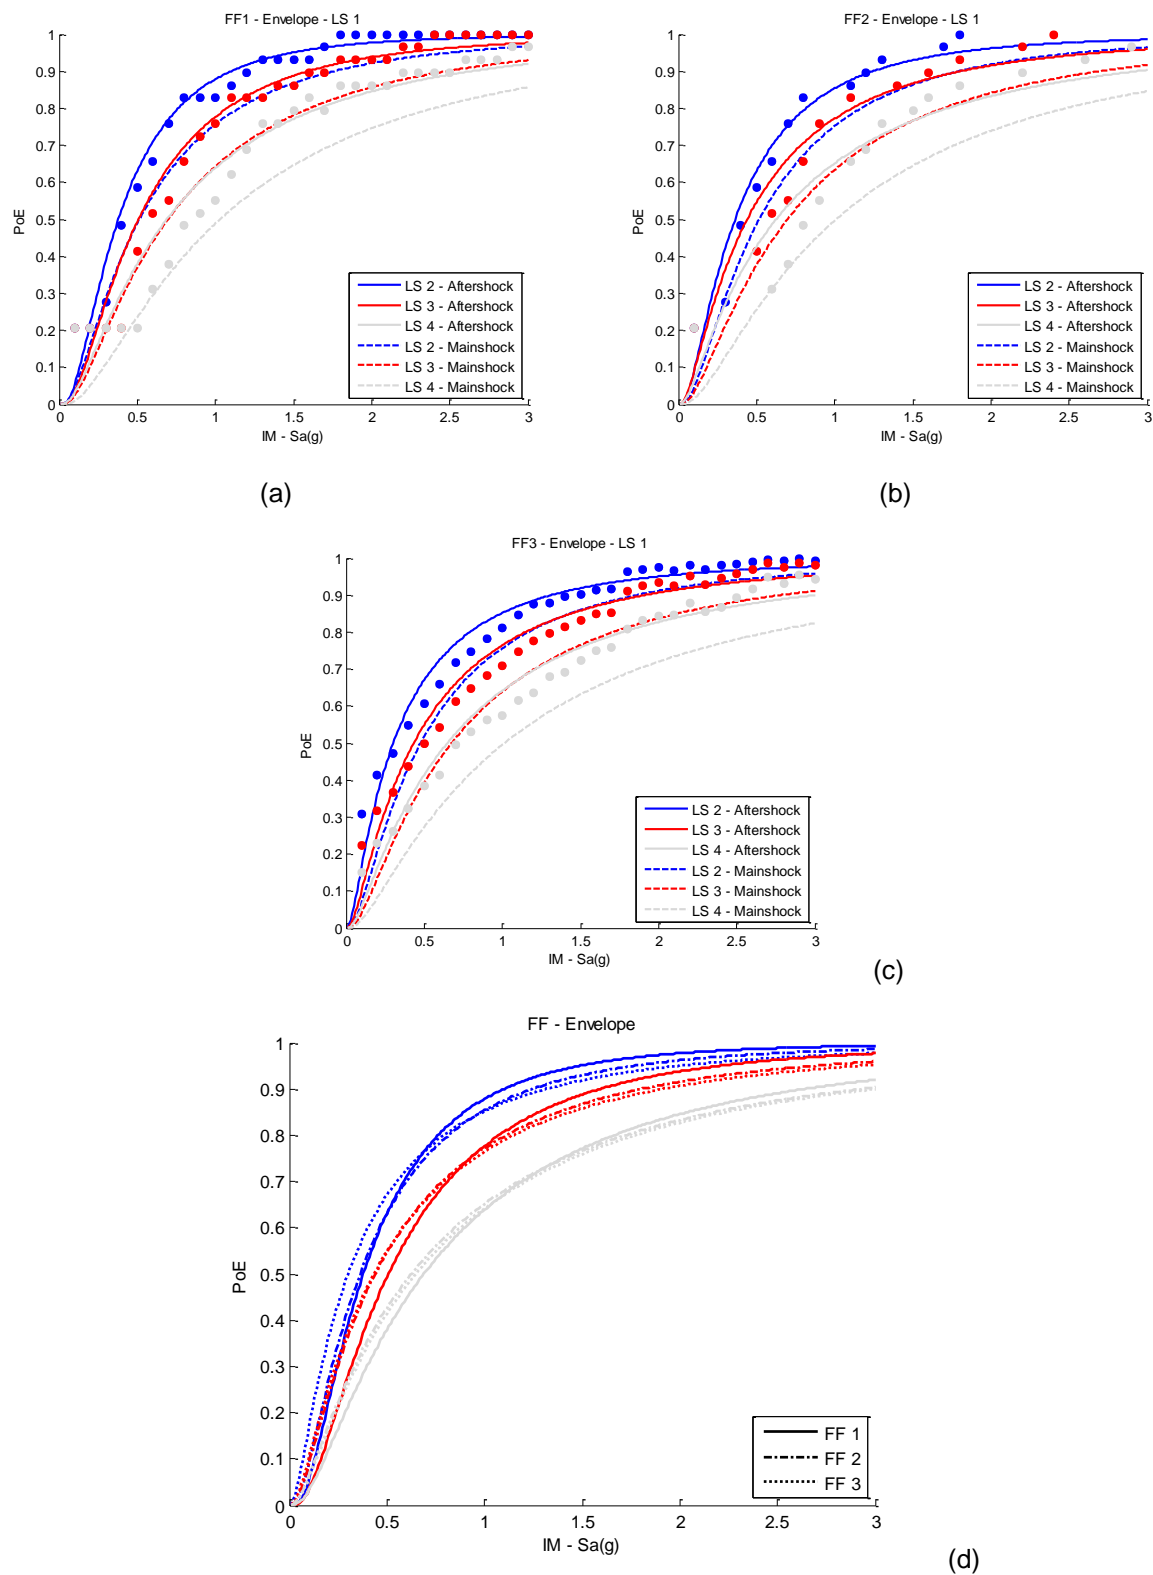 FF1 - Envelope - LS 1
1
0.9
0.8
0.7
0.6
0.5
0.4
0.3
0.2
0.1
0
PoE
0 0.5 1 1.5 2 2.5 3
IM - Sa(g)
LS 2 - Aftershock
LS 3 - Aftershock
LS 4 - Aftershock
LS 2 - Mainshock
LS 3 - Mainshock
LS 4 - Mainshock
(a)
FF2 - Envelope - LS 1
1
0.9
0.8
0.7
0.6
0.5
0.4
0.3
0.2
0.1
0
PoE
0 0.5 1 1.5 2 2.5 3
IM - Sa(g)
LS 2 - Aftershock
LS 3 - Aftershock
LS 4 - Aftershock
LS 2 - Mainshock
LS 3 - Mainshock
LS 4 - Mainshock
(b)
FF3 - Envelope - LS 1
1
0.9
0.8
0.7
0.6
0.5
0.4
0.3
0.2
0.1
0
PoE
0 0.5 1 1.5 2 2.5 3
IM - Sa(g)
LS 2 - Aftershock
LS 3 - Aftershock
LS 4 - Aftershock
LS 2 - Mainshock
LS 3 - Mainshock
LS 4 - Mainshock
(c)
FF - Envelope
1
0.9
0.8
0.7
0.6
0.5
0.4
0.3
0.2
0.1
0
PoE
0 0.5 1 1.5 2 2.5 3
IM - Sa(g)
FF 1
FF 2
FF 3
(d)